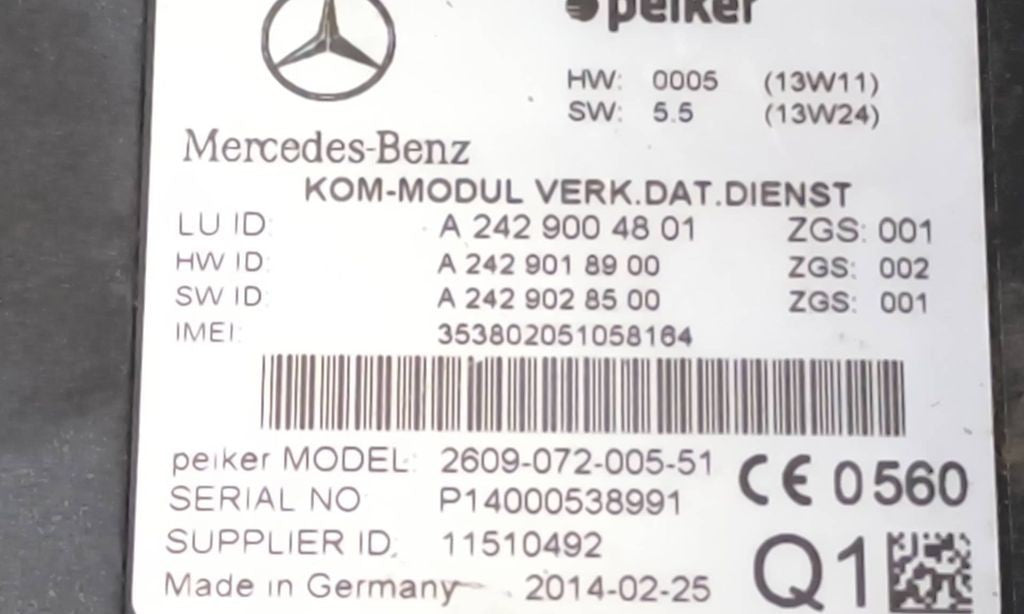 peiker
HW: 0005 (13W11)
SW: 5.5 (13W24)
Mercedes-Benz
KOM-MODUL VERK.DAT.DIENST
LU ID: A 242 900 48 01 ZGS: 001
HW ID: A 242 901 89 00 ZGS: 002
SW ID: A 242 902 85 00 ZGS: 001
IMEI: 353802051058164
peiker MODEL: 2609-072-005-51
SERIAL NO P14000538991
CE 0560
SUPPLIER ID: 11510492
Made in Germany 2014-02-25
Q1